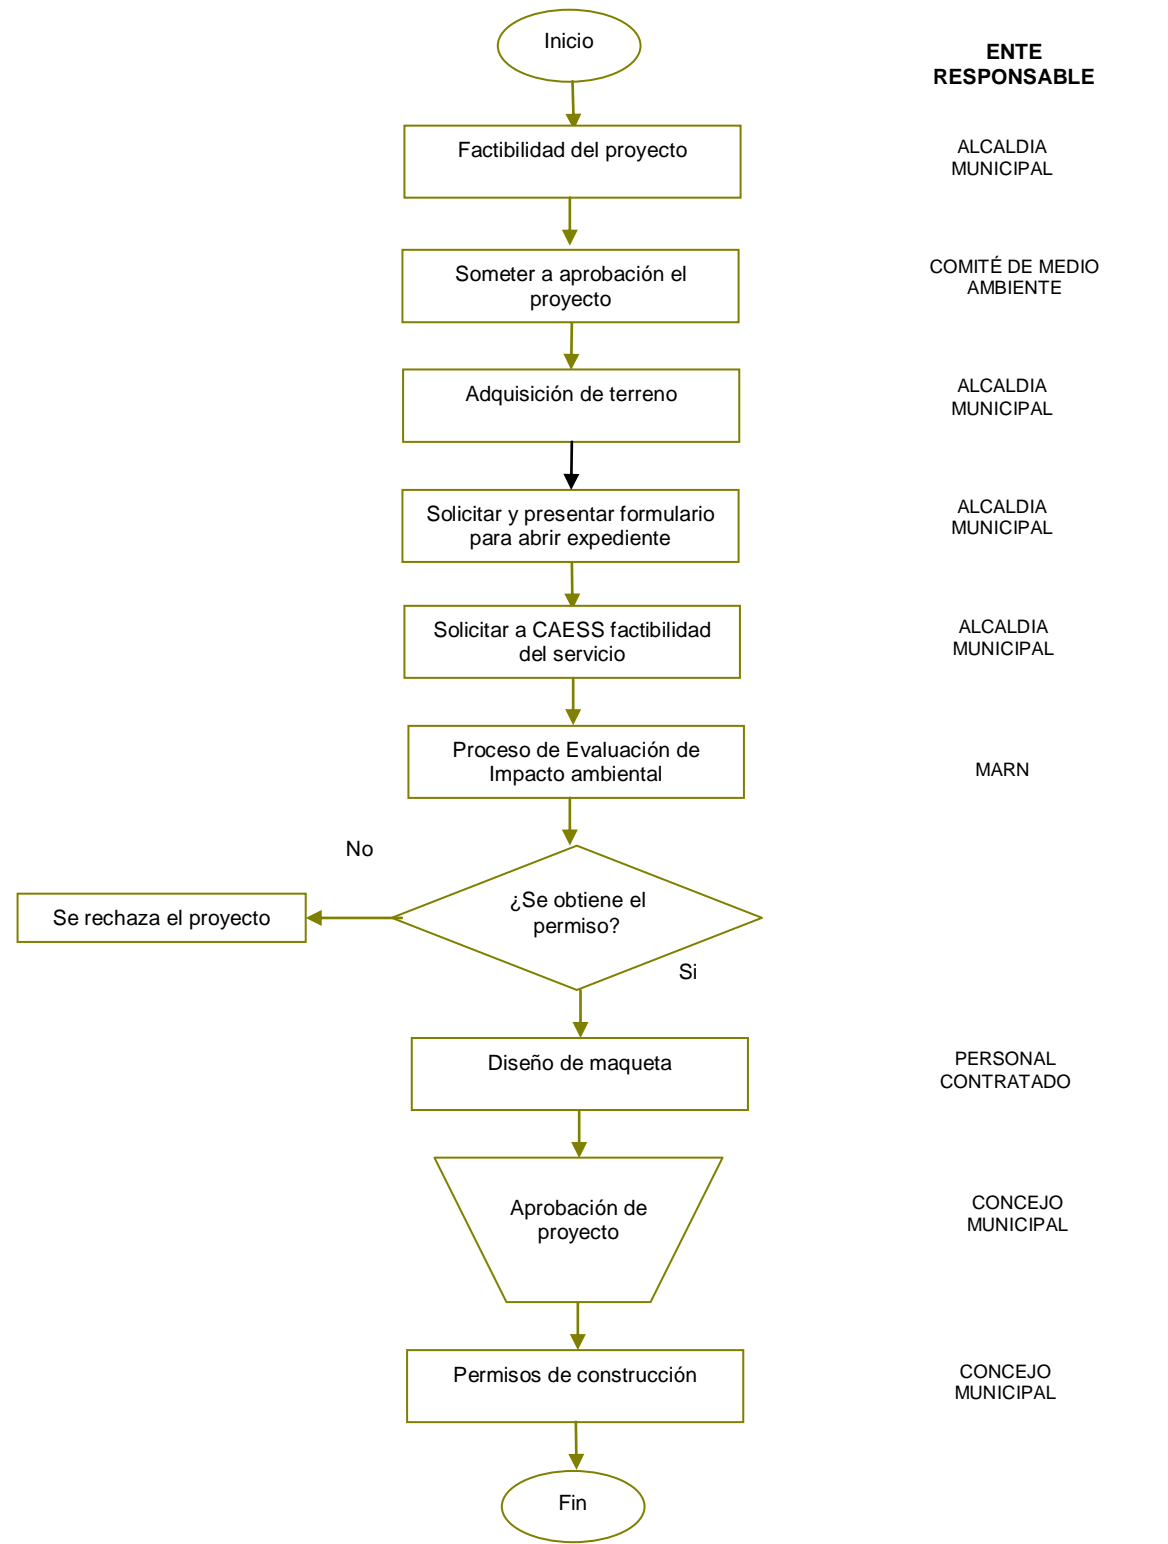 Inicio
ENTE
RESPONSABLE
Factibilidad del proyecto
ALCALDIA
MUNICIPAL
Someter a aprobación el
proyecto
COMITÉ DE MEDIO
AMBIENTE
Adquisición de terreno
ALCALDIA
MUNICIPAL
Solicitar y presentar formulario
para abrir expediente
ALCALDIA
MUNICIPAL
Solicitar a CAESS factibilidad
del servicio
ALCALDIA
MUNICIPAL
Proceso de Evaluación de
Impacto ambiental
MARN
No
¿Se obtiene el
permiso?
Se rechaza el proyecto
Si
Diseño de maqueta
PERSONAL
CONTRATADO
Aprobación de
proyecto
CONCEJO
MUNICIPAL
Permisos de construcción
CONCEJO
MUNICIPAL
Fin